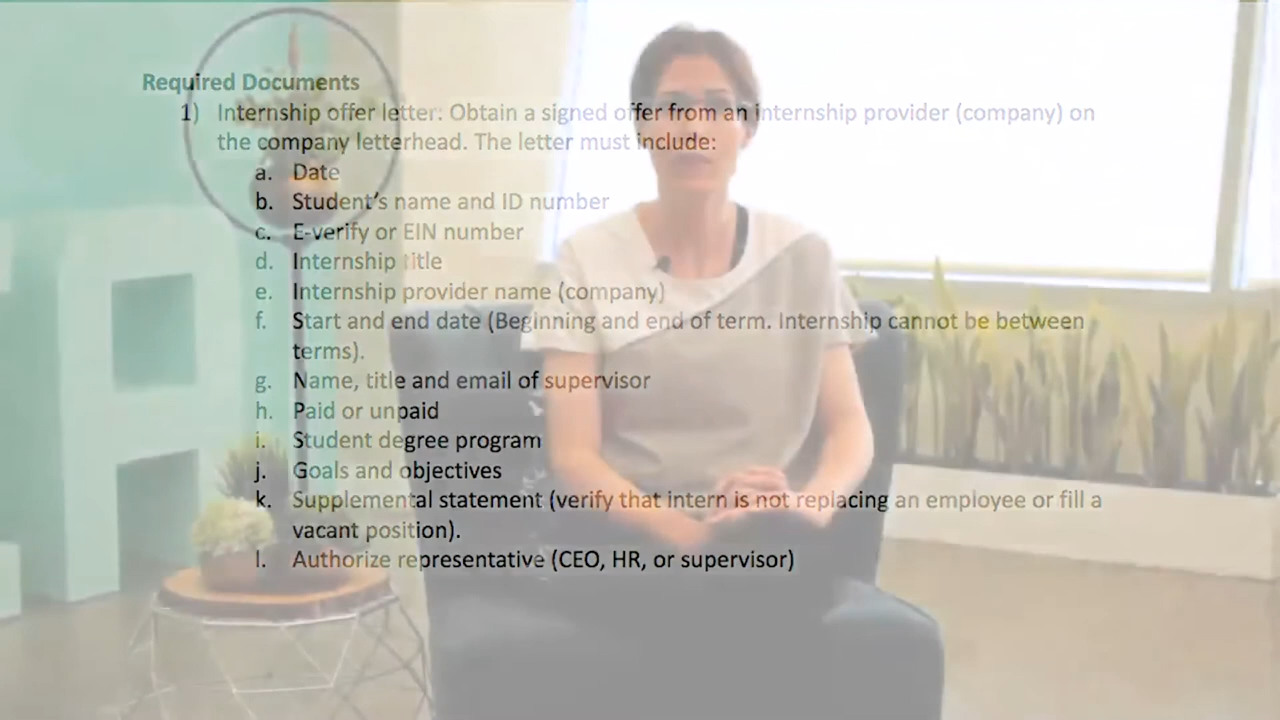 Required Documents
1) Internship offer letter: Obtain a signed offer from an internship provider (company) on
the company letterhead. The letter must include:
a. Date
b. Student's name and ID number
c. E-verify or EIN number
d. Internship title
e. Internship provider name (company)
f. Start and end date (Beginning and end of term. Internship cannot be between
terms).
g. Name, title and email of supervisor
h. Paid or unpaid
i. Student degree program
j. Goals and objectives
k. Supplemental statement (verify that intern is not replacing an employee or fill a
vacant position).
l. Authorize representative (CEO, HR, or supervisor)